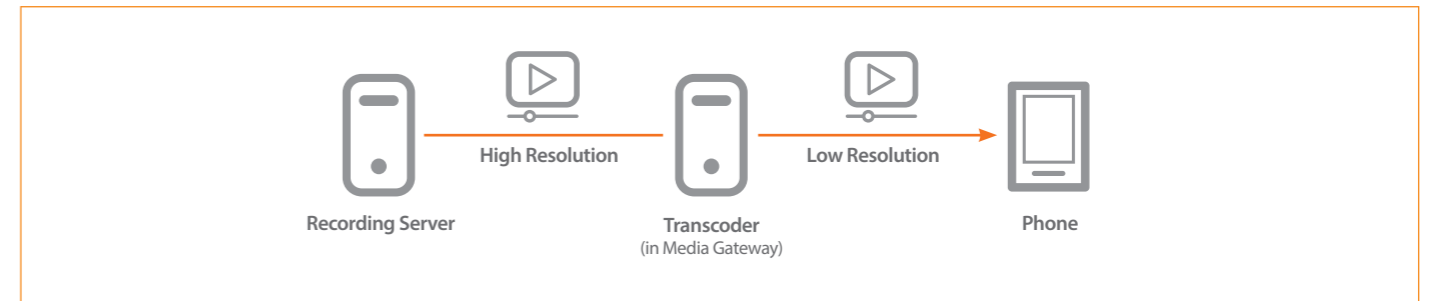 High Resolution
Low Resolution
Recording Server
Transcoder
(in Media Gateway)
Phone